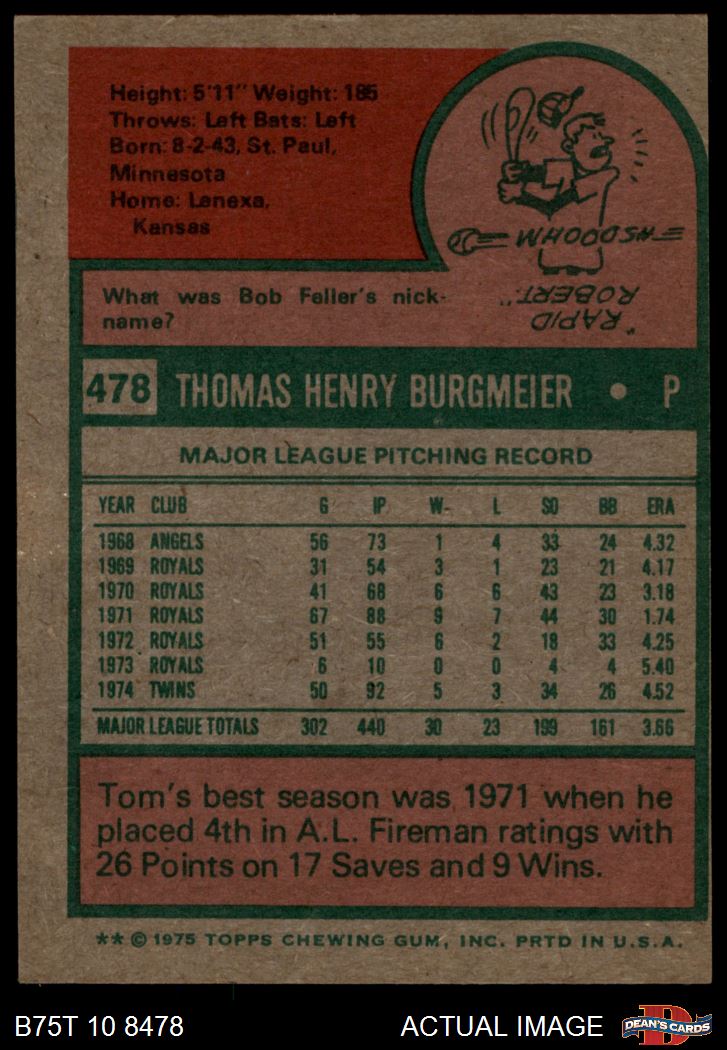 Height: 5'11" Weight: 185
Throws: Left Bats: Left
Born: 8-2-43, St. Paul,
Minnesota
Home: Lenexa,
Kansas
WHOOOSH
What was Bob Feller's nick-
name?
"RAPID
ROBERT".
478 THOMAS HENRY BURGMEIER • P
MAJOR LEAGUE PITCHING RECORD
YEAR CLUB G IP W- L SO BB ERA
1968 ANGELS 56 73 1 4 33 24 4.32
1969 ROYALS 31 54 3 1 23 21 4.17
1970 ROYALS 41 68 6 6 43 23 3.18
1971 ROYALS 67 88 9 7 44 30 1.74
1972 ROYALS 51 55 6 2 18 33 4.25
1973 ROYALS 6 10 0 0 4 4 5.40
1974 TWINS 50 92 5 3 34 26 4.52
MAJOR LEAGUE TOTALS 302 440 30 23 199 161 3.66
Tom's best season was 1971 when he
placed 4th in A.L. Fireman ratings with
26 Points on 17 Saves and 9 Wins.
** © 1975 TOPPS CHEWING GUM, INC. PRTD IN U.S.A.
B75T 10 8478 ACTUAL IMAGE
D
DEAN'S CARDS